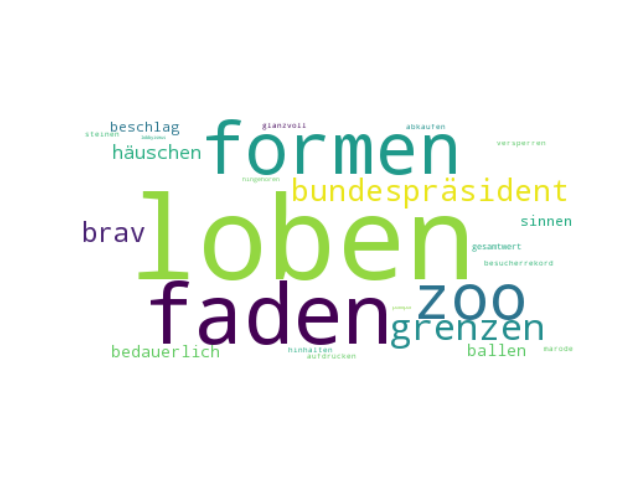 beschlag
glanzvoll
abkaufen
steinen
formen
versperren
häuschen
bundespräsident
loben
brav
sinnen
gesamtwert
besucherrekord
faden
zoo
grenzen
bedauerlich
hinhalten
aufdrucken
ballen
marode